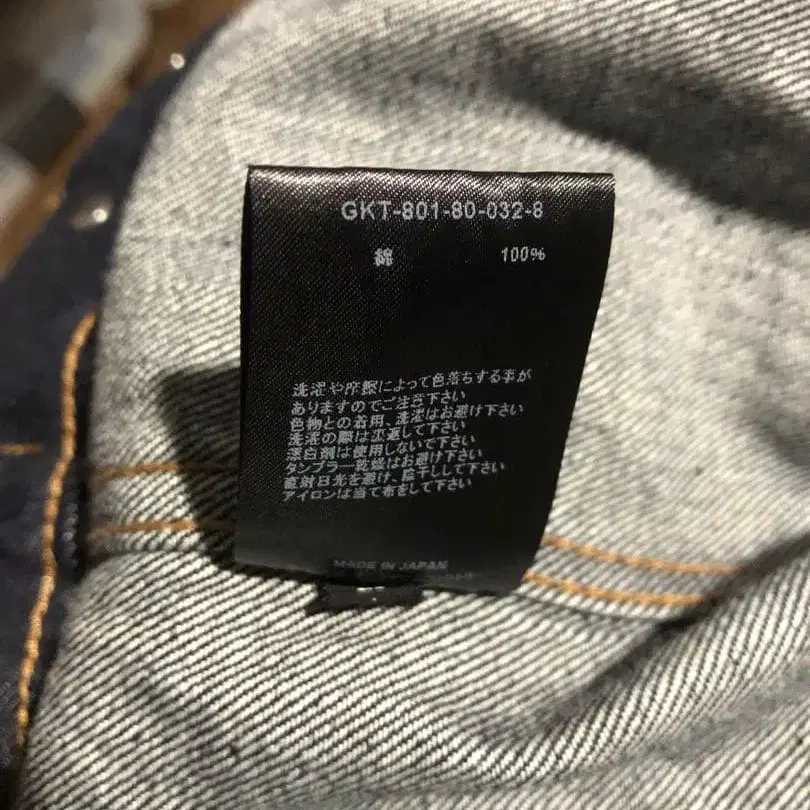 GKT-801-80-032-8
綿 100%
洗濯や摩擦によって色落ちする事が
ありますのでご注意下さい
色物との着用、洗濯はお避け下さい
洗濯の際は裏返して下さい
漂白剤は使用しないで下さい
タンブラー乾燥はお避け下さい
直射日光を避け、陰干しして下さい
アイロンは当て布をして下さい
MADE IN JAPAN